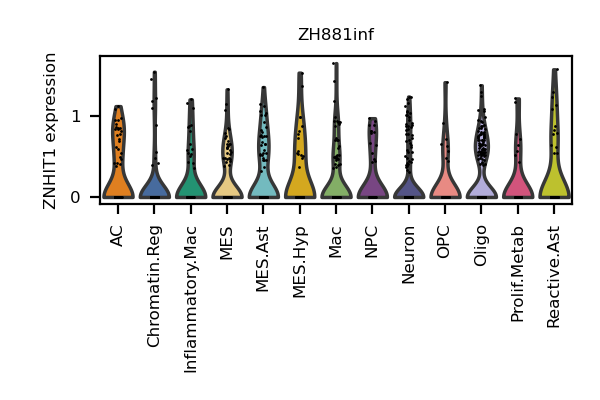 ZH881inf
ZNHIT1 expression
1
0
AC
Chromatin.Reg
Inflammatory.Mac
MES
MES.Ast
MES.Hyp
Mac
NPC
Neuron
OPC
Oligo
Prolif.Metab
Reactive.Ast